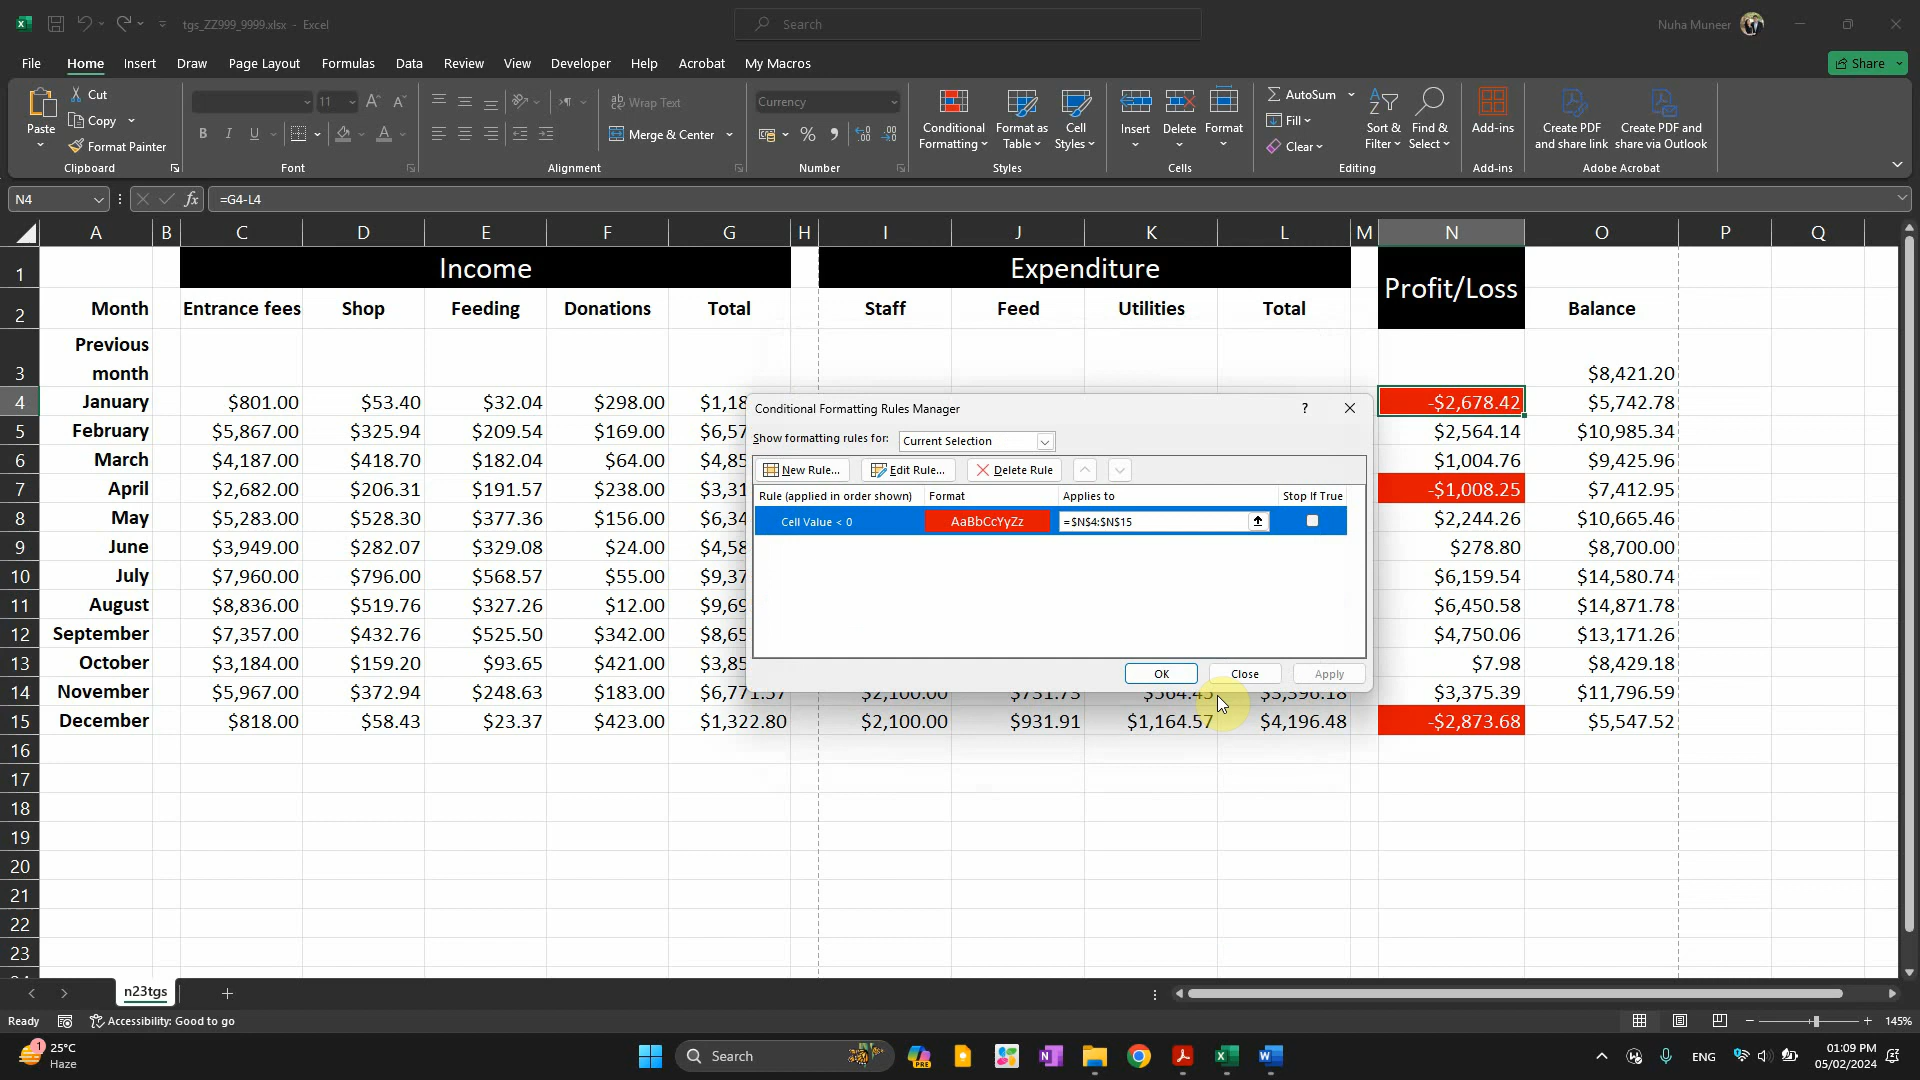 tgs_ZZ999_9999.xlsx - Excel
Search
Nuha Muneer
File Home Insert Draw Page Layout Formulas Data Review View Developer Help Acrobat My Macros
Share
Paste
Cut
Copy
Format Painter
Clipboard
11
B I U
Font
Wrap Text
Merge & Center
Alignment
Currency
Number
Conditional Formatting
Format as Table
Cell Styles
Styles
Insert
Delete
Format
Cells
AutoSum
Fill
Clear
Sort & Filter
Find & Select
Editing
Add-ins
Add-ins
Create PDF and share link
Create PDF and share via Outlook
Adobe Acrobat
N4 fx =G4-L4
A B C D E F G H I J K L M N O P Q
1 Income Expenditure Profit/Loss
2 Month Entrance fees Shop Feeding Donations Total Staff Feed Utilities Total Balance
3 Previous month $8,421.20
4 January $801.00 $53.40 $32.04 $298.00 $1,18 -$2,678.42 $5,742.78
5 February $5,867.00 $325.94 $209.54 $169.00 $6,57 $2,564.14 $10,985.34
6 March $4,187.00 $418.70 $182.04 $64.00 $4,85 $1,004.76 $9,425.96
7 April $2,682.00 $206.31 $191.57 $238.00 $3,31 -$1,008.25 $7,412.95
8 May $5,283.00 $528.30 $377.36 $156.00 $6,34 $2,244.26 $10,665.46
9 June $3,949.00 $282.07 $329.08 $24.00 $4,58 $278.80 $8,700.00
10 July $7,960.00 $796.00 $568.57 $55.00 $9,37 $6,159.54 $14,580.74
11 August $8,836.00 $519.76 $327.26 $12.00 $9,69 $6,450.58 $14,871.78
12 September $7,357.00 $432.76 $525.50 $342.00 $8,65 $4,750.06 $13,171.26
13 October $3,184.00 $159.20 $93.65 $421.00 $3,85 $7.98 $8,429.18
14 November $5,967.00 $372.94 $248.63 $183.00 $6,771.57 $2,100.00 $731.73 $564.45 $3,396.18 $3,375.39 $11,796.59
15 December $818.00 $58.43 $23.37 $423.00 $1,322.80 $2,100.00 $931.91 $1,164.57 $4,196.48 -$2,873.68 $5,547.52
16
17
18
19
20
21
22
23
Conditional Formatting Rules Manager
?
Show formatting rules for: Current Selection
New Rule... Edit Rule... Delete Rule
Rule (applied in order shown) Format Applies to Stop If True
Cell Value < 0 AaBbCcYyZz =$N$4:$N$15
OK Close Apply
n23tgs
Ready Accessibility: Good to go 145%
1
25°C
Haze
Search
PRE
ENG
01:09 PM
05/02/2024